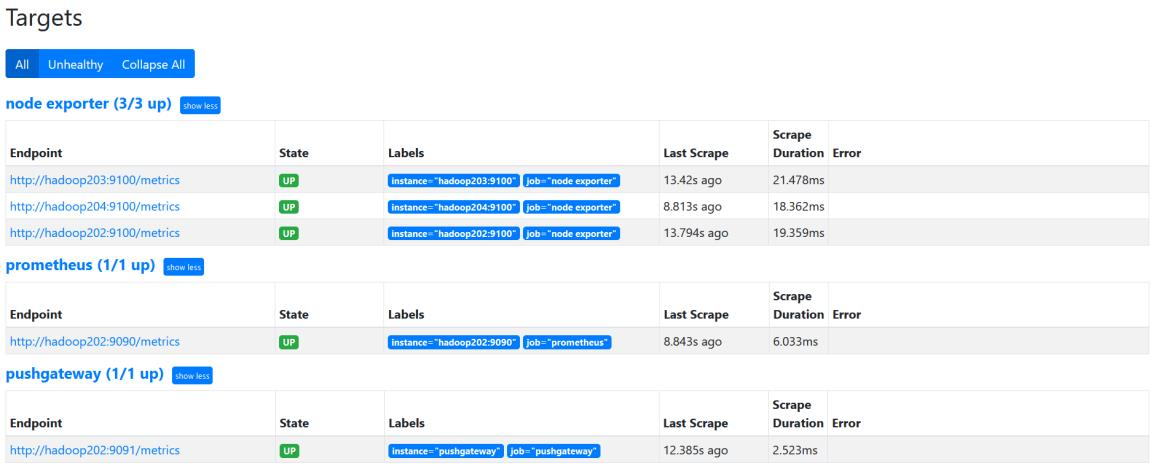 Targets
All Unhealthy Collapse All
node exporter (3/3 up) show less
Endpoint State Labels Last Scrape Scrape Duration Error
http://hadoop203:9100/metrics UP instance="hadoop203:9100" job="node exporter" 13.42s ago 21.478ms
http://hadoop204:9100/metrics UP instance="hadoop204:9100" job="node exporter" 8.813s ago 18.362ms
http://hadoop202:9100/metrics UP instance="hadoop202:9100" job="node exporter" 13.794s ago 19.359ms
prometheus (1/1 up) show less
Endpoint State Labels Last Scrape Scrape Duration Error
http://hadoop202:9090/metrics UP instance="hadoop202:9090" job="prometheus" 8.843s ago 6.033ms
pushgateway (1/1 up) show less
Endpoint State Labels Last Scrape Scrape Duration Error
http://hadoop202:9091/metrics UP instance="pushgateway" job="pushgateway" 12.385s ago 2.523ms